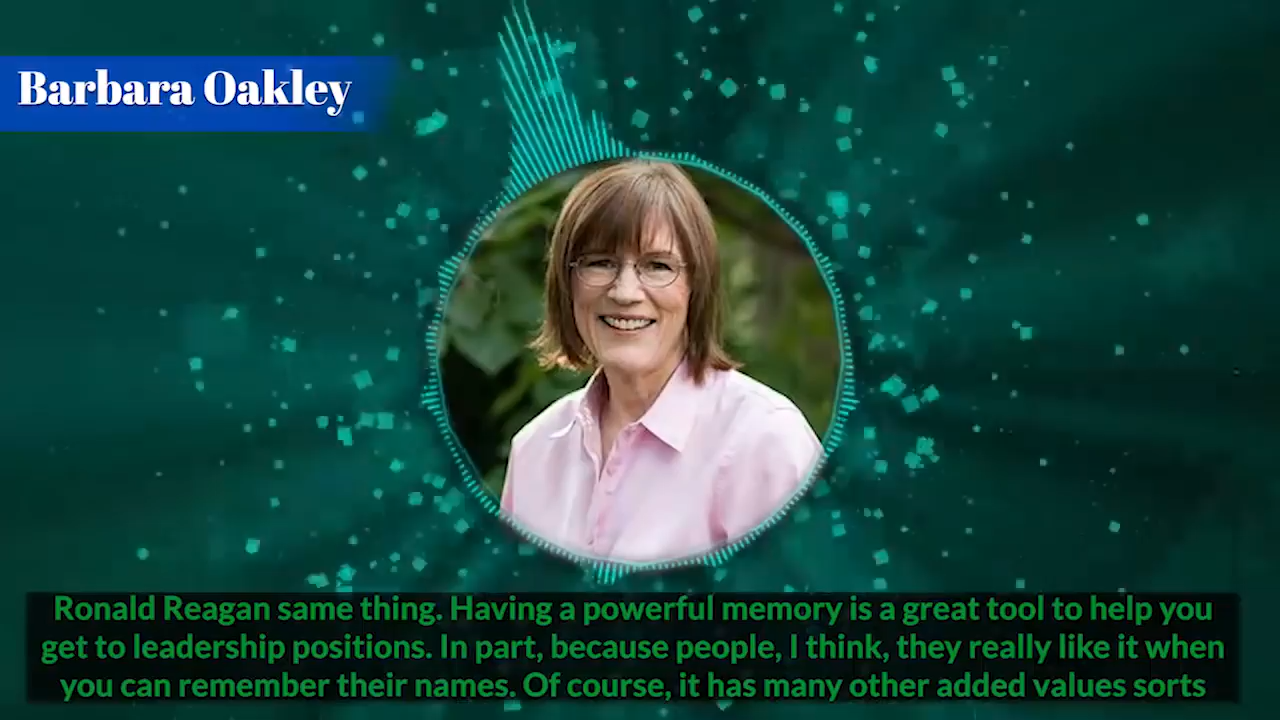 Barbara Oakley
Ronald Reagan same thing. Having a powerful memory is a great tool to help you
get to leadership positions. In part, because people, I think, they really like it when
you can remember their names. Of course, it has many other added values sorts